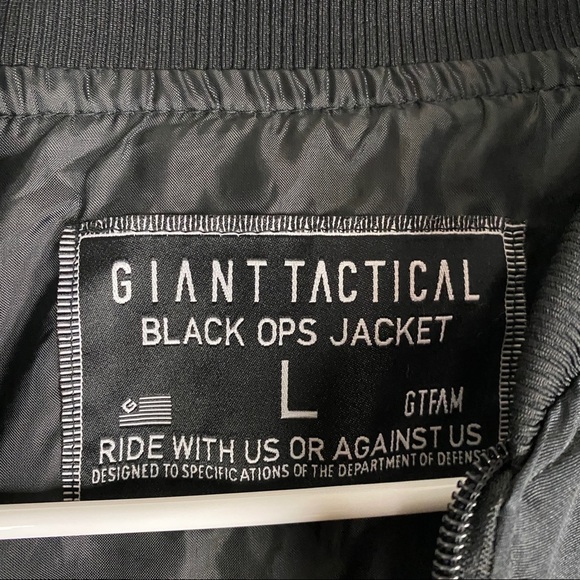 GIANT TACTICAL
BLACK OPS JACKET
L
GTFAM
RIDE WITH US OR AGAINST US
DESIGNED TO SPECIFICATIONS OF THE DEPARTMENT OF DEFENS